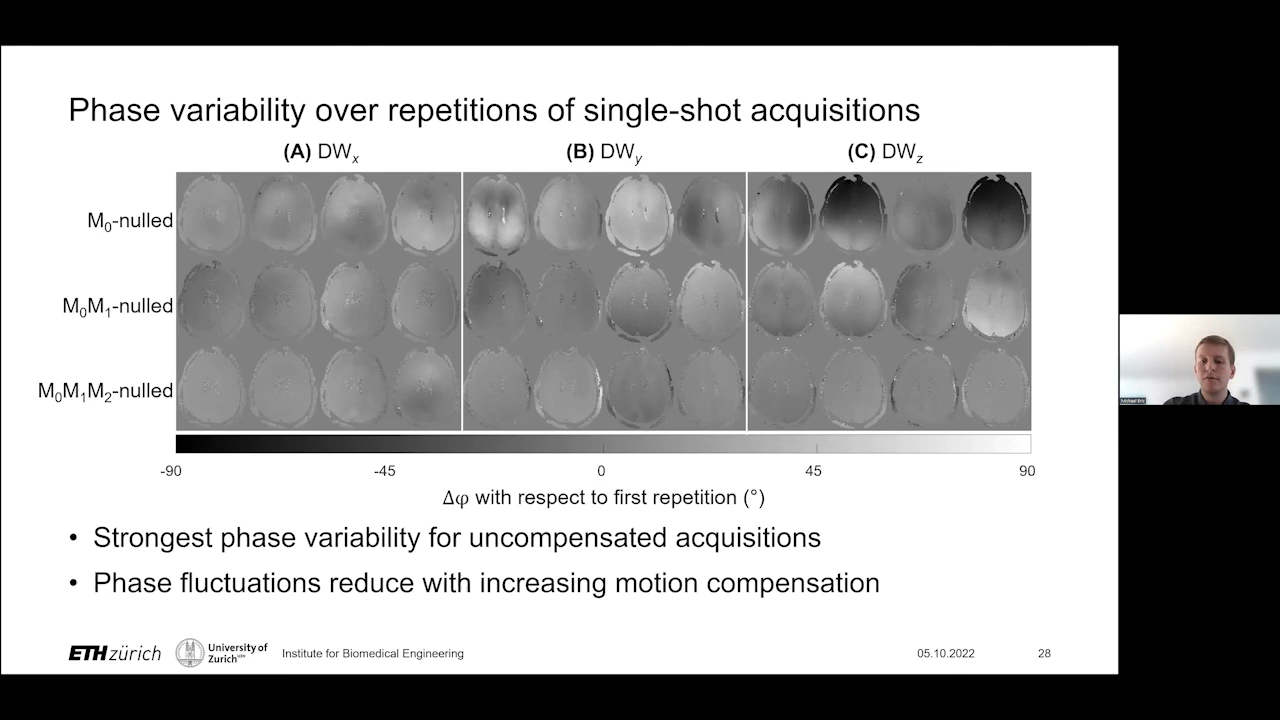 Phase variability over repetitions of single-shot acquisitions
(A) DWx (B) DWy (C) DWz
M0-nulled
M0M1-nulled
M0M1M2-nulled
-90 -45 0 45 90
Δφ with respect to first repetition (°)
• Strongest phase variability for uncompensated acquisitions
• Phase fluctuations reduce with increasing motion compensation
ETH zürich University of Zurich UZH Institute for Biomedical Engineering 05.10.2022 28